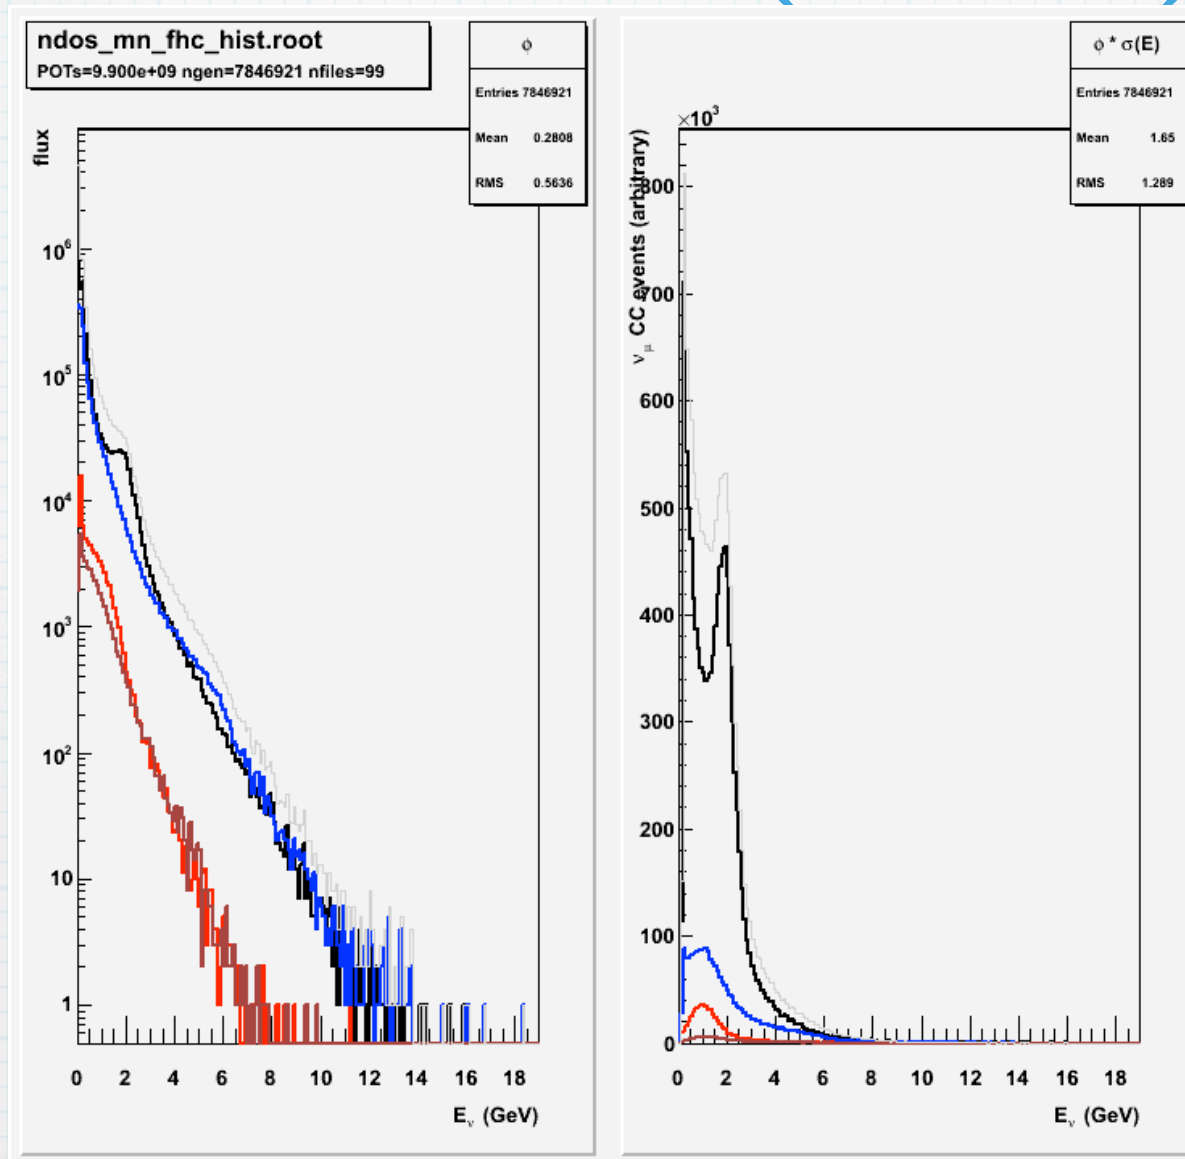 ndos_mn_fhc_hist.root
POTs=9.900e+09 ngen=7846921 nfiles=99
ϕ
Entries 7846921
Mean 0.2808
RMS 0.5636
flux
10⁶
10⁵
10⁴
10³
10²
10
1
0 2 4 6 8 10 12 14 16 18
Eᵥ (GeV)
ϕ * σ(E)
Entries 7846921
Mean 1.65
RMS 1.289
×10³
ν_μ CC events (arbitrary)
800
700
600
500
400
300
200
100
0
0 2 4 6 8 10 12 14 16 18
Eᵥ (GeV)